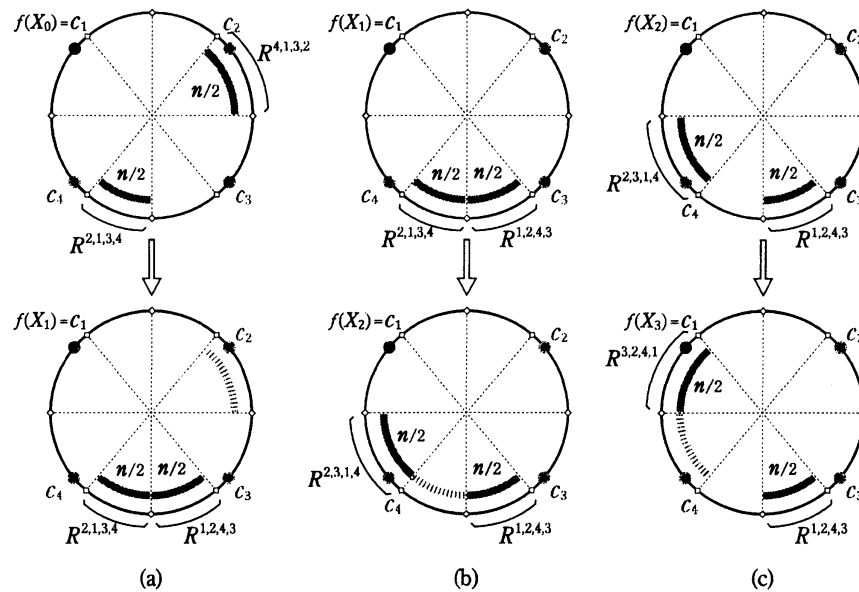 f(X₀)=C₁
C₂
R⁴,¹,³,²
n/2
n/2
C₄
C₃
R²,¹,³,⁴
f(X₁)=C₁
C₂
n/2
n/2
C₄
C₃
R²,¹,³,⁴
R¹,²,⁴,³
f(X₂)=C₁
C₂
n/2
R²,³,¹,⁴
n/2
C₄
C₃
R¹,²,⁴,³
f(X₁)=C₁
C₂
n/2
n/2
C₄
C₃
R²,¹,³,⁴
R¹,²,⁴,³
f(X₂)=C₁
C₂
n/2
R²,³,¹,⁴
n/2
C₄
C₃
R¹,²,⁴,³
f(X₃)=C₁
C₂
R³,²,⁴,¹
n/2
n/2
C₄
C₃
R¹,²,⁴,³
(a)
(b)
(c)